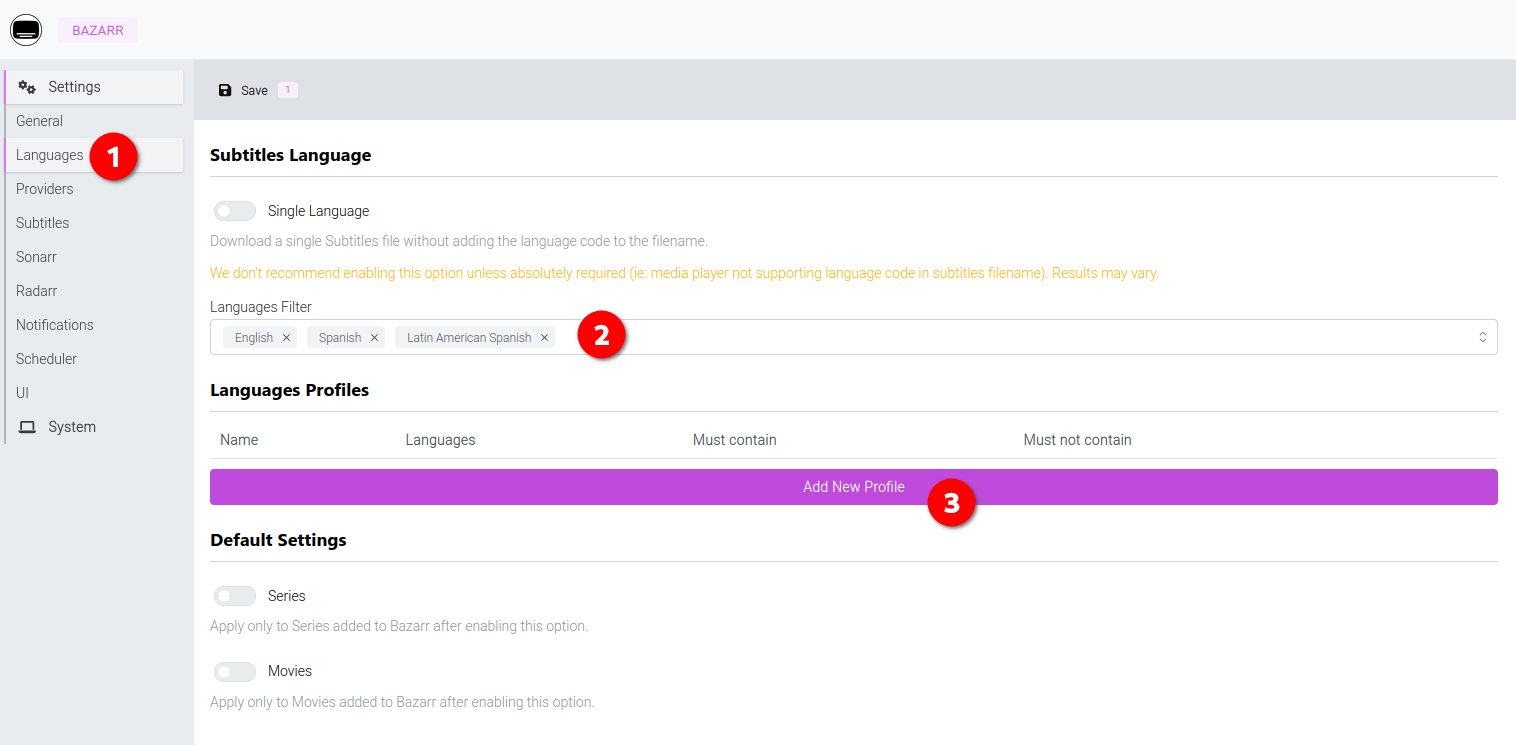 BAZARR
Settings
General
Languages
1
Providers
Subtitles
Sonarr
Radarr
Notifications
Scheduler
UI
System
Save 1
Subtitles Language
Single Language
Download a single Subtitles file without adding the language code to the filename.
We don't recommend enabling this option unless absolutely required (ie: media player not supporting language code in subtitles filename). Results may vary.
Languages Filter
English × Spanish × Latin American Spanish ×
2
Languages Profiles
Name Languages Must contain Must not contain
Add New Profile
3
Default Settings
Series
Apply only to Series added to Bazarr after enabling this option.
Movies
Apply only to Movies added to Bazarr after enabling this option.